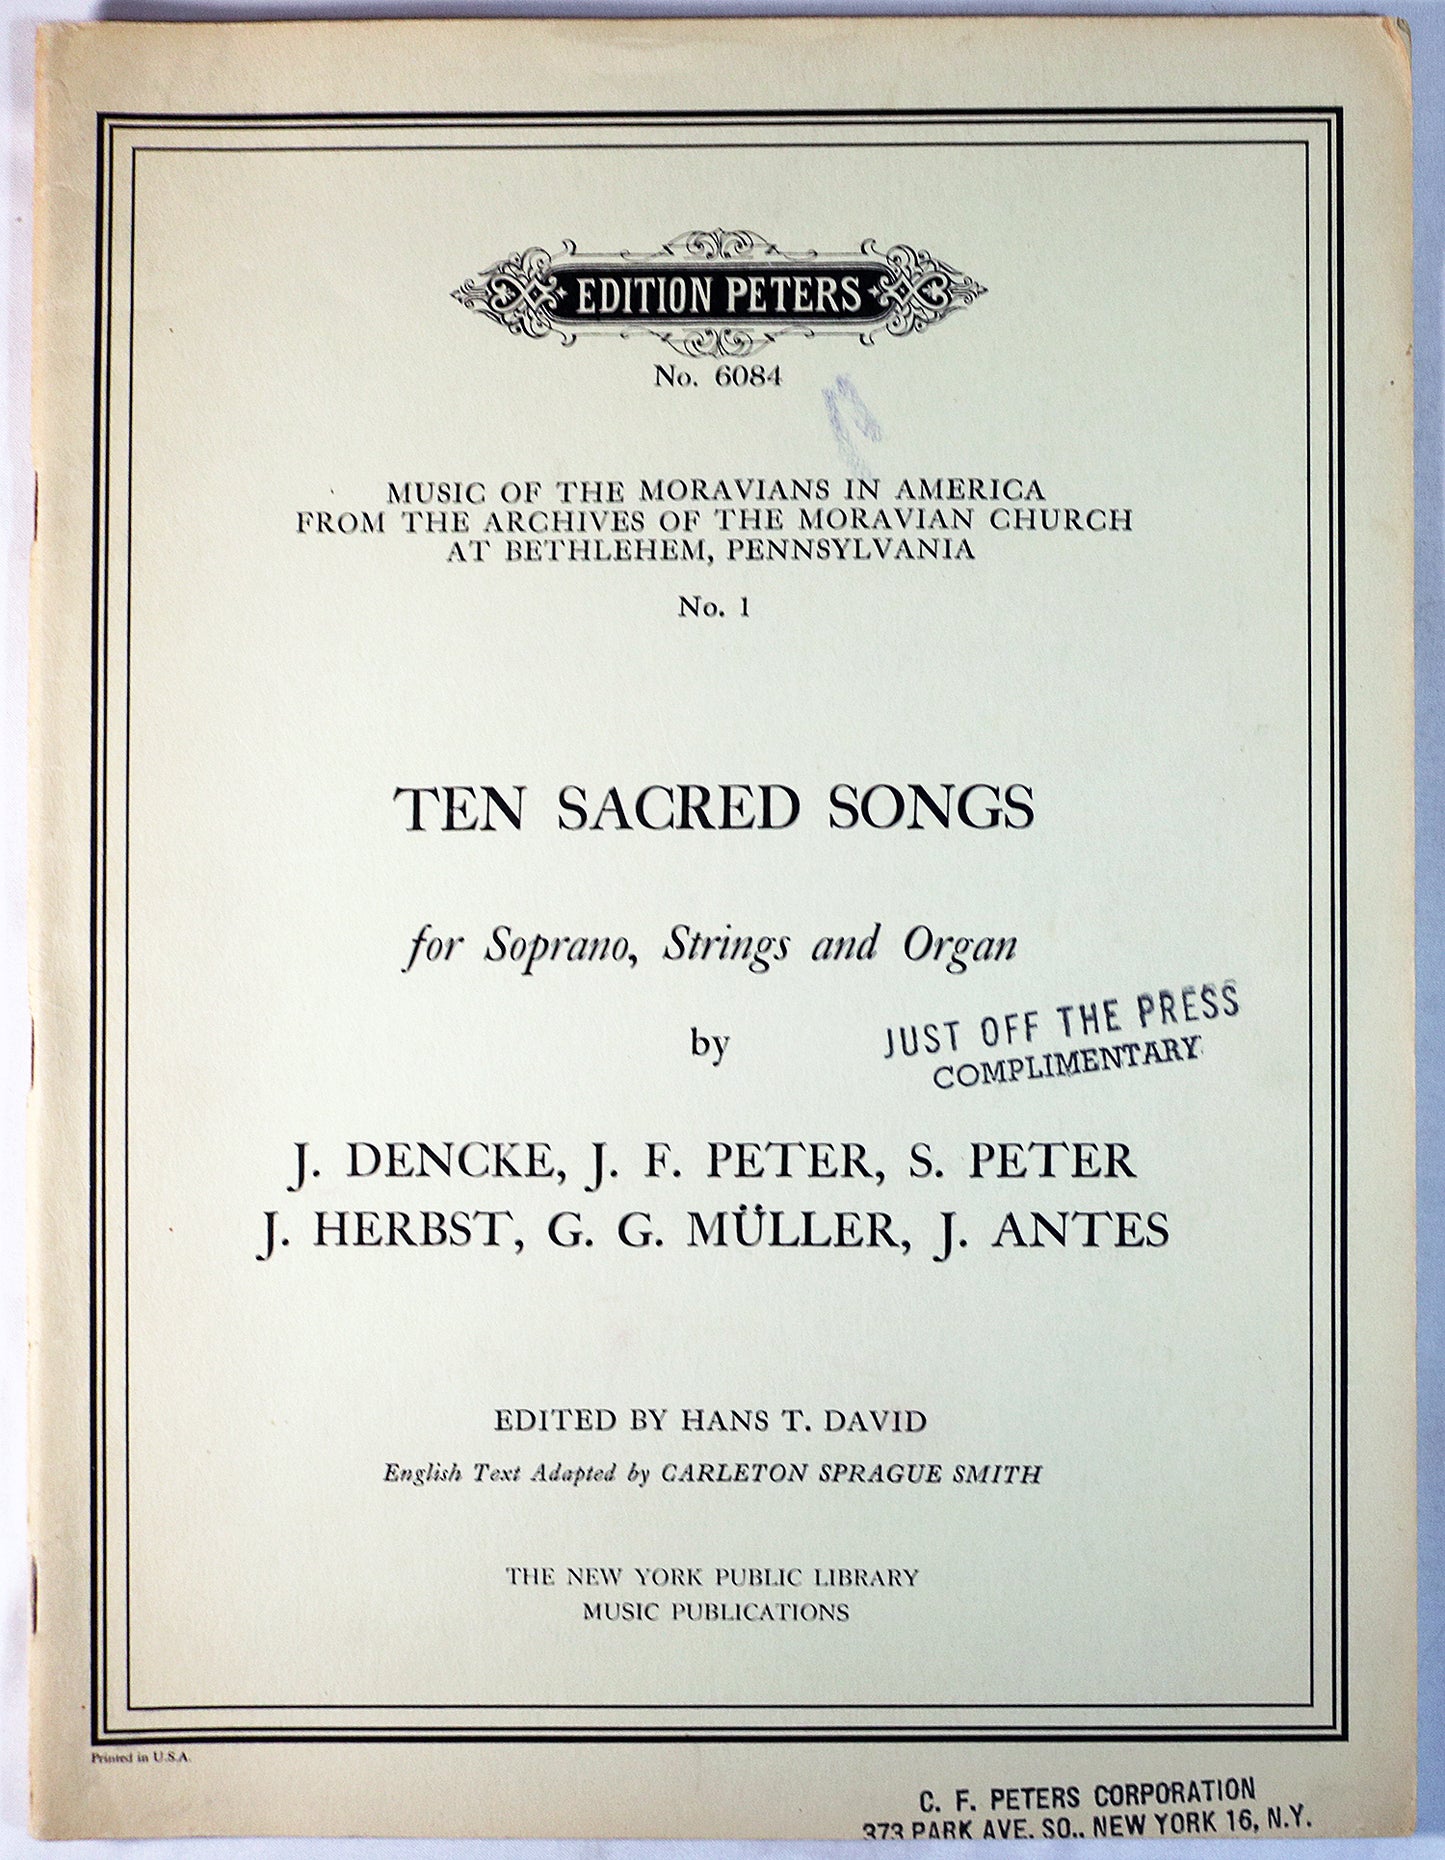 EDITION PETERS
No. 6084
MUSIC OF THE MORAVIANS IN AMERICA
FROM THE ARCHIVES OF THE MORAVIAN CHURCH
AT BETHLEHEM, PENNSYLVANIA
No. 1
TEN SACRED SONGS
for Soprano, Strings and Organ
by
JUST OFF THE PRESS
COMPLIMENTARY
J. DENCKE, J. F. PETER, S. PETER
J. HERBST, G. G. MÜLLER, J. ANTES
EDITED BY HANS T. DAVID
English Text Adapted by CARLETON SPRAGUE SMITH
THE NEW YORK PUBLIC LIBRARY
MUSIC PUBLICATIONS
Printed in U.S.A.
C. F. PETERS CORPORATION
373 PARK AVE. SO., NEW YORK 16, N.Y.